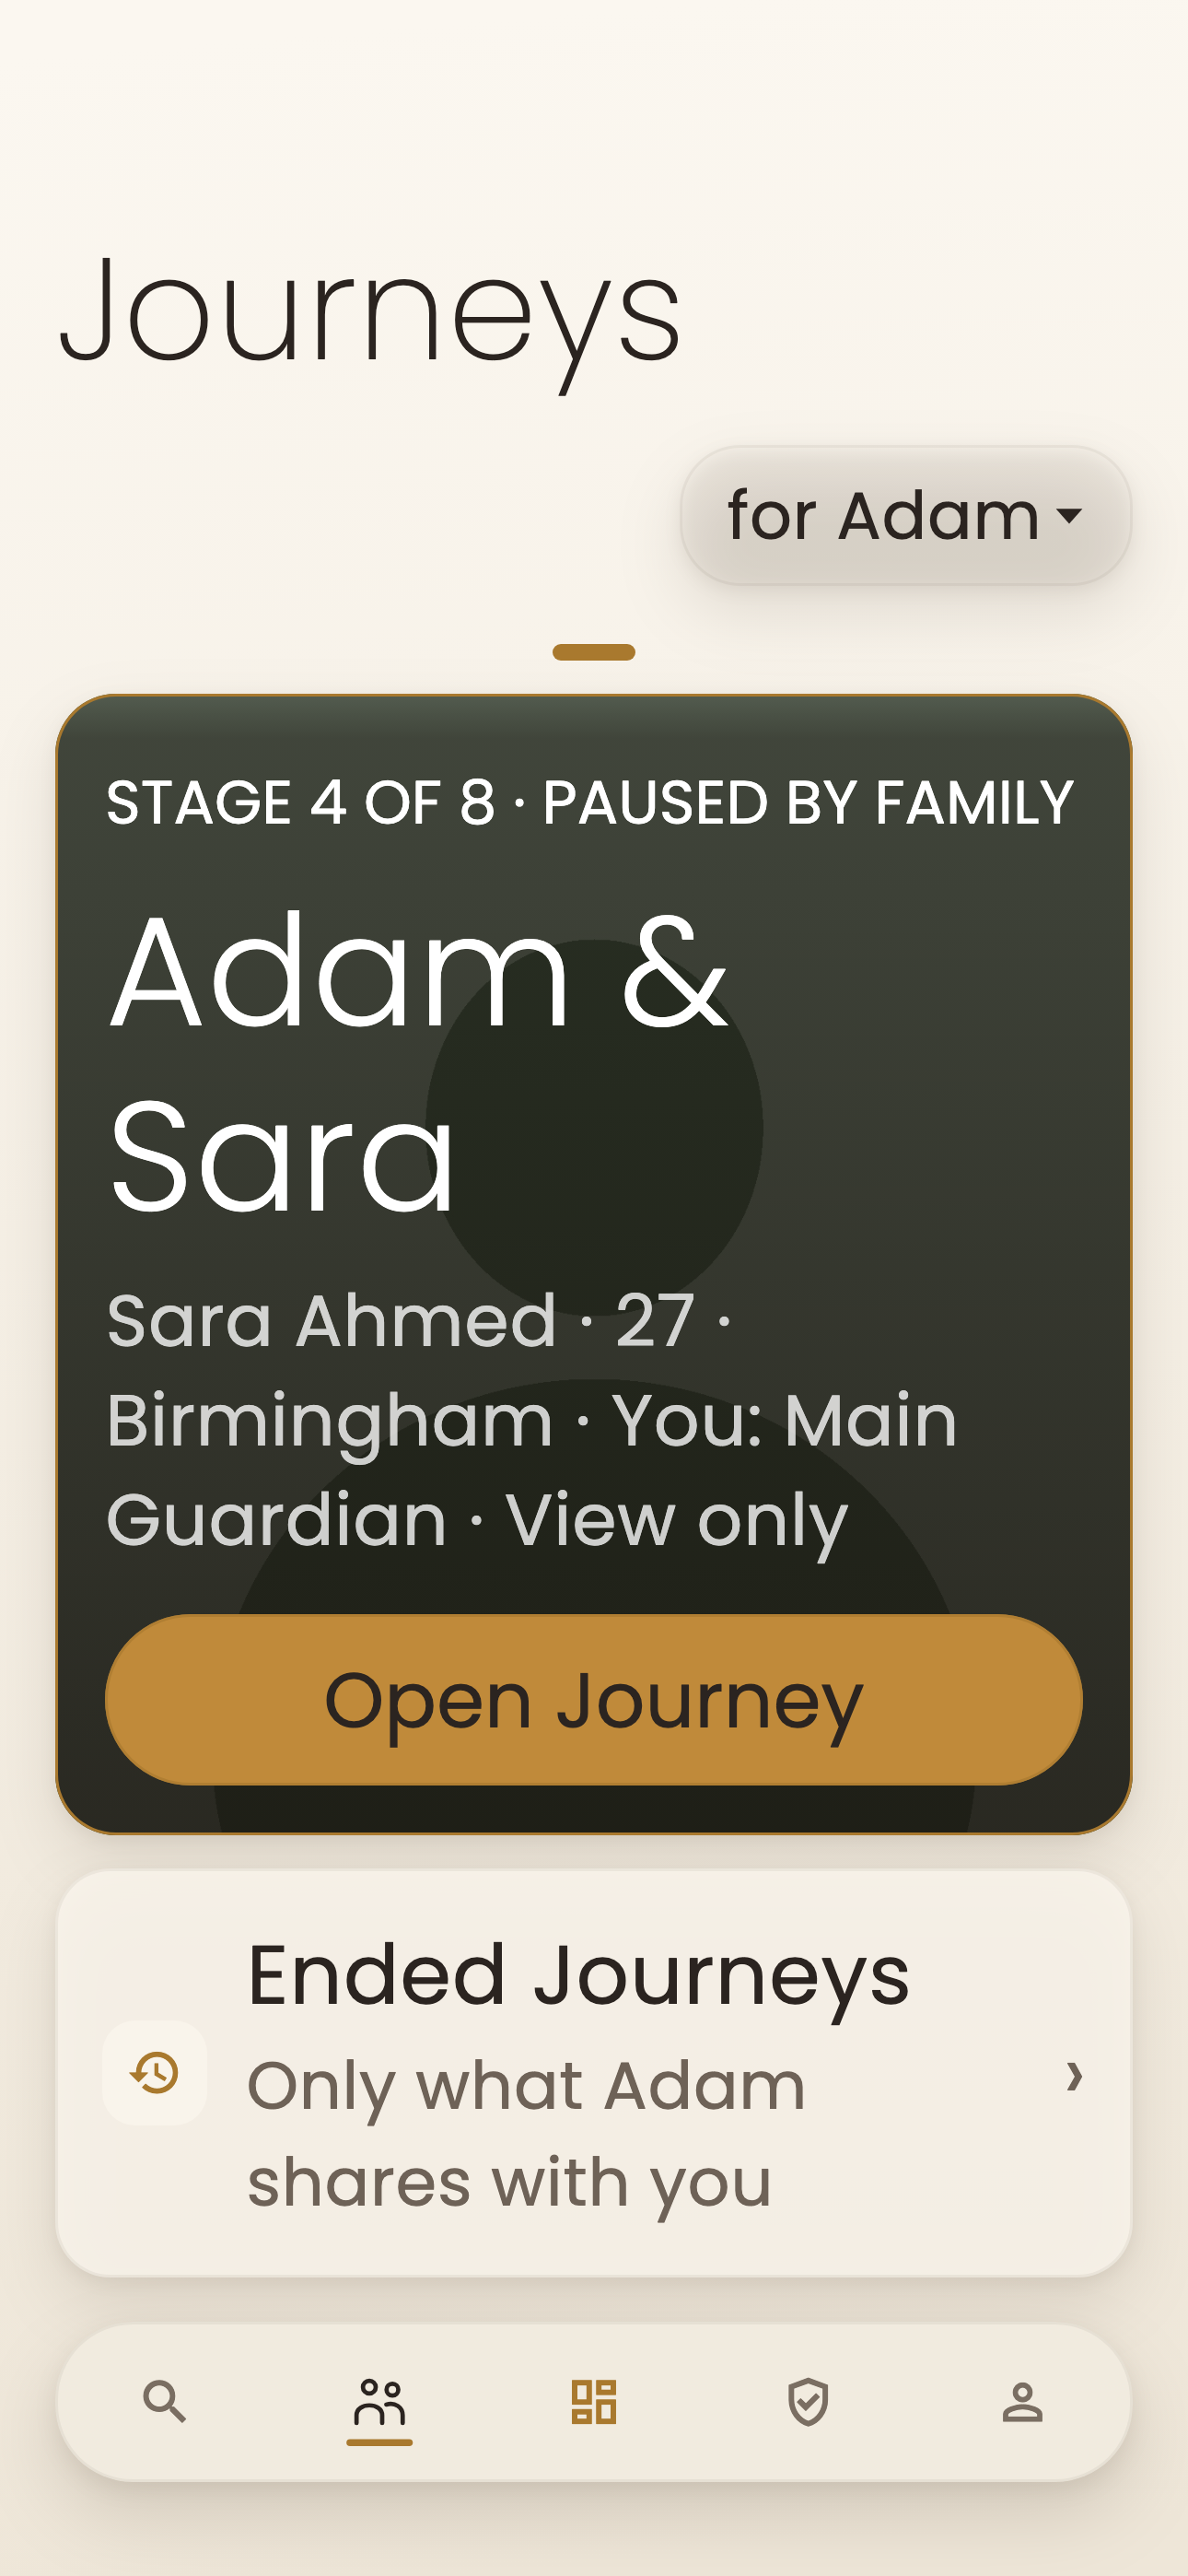 Journeys
for Adam
STAGE 4 OF 8 · PAUSED BY FAMILY
Adam &
Sara
Sara Ahmed · 27 ·
Birmingham · You: Main
Guardian · View only
Open Journey
Ended Journeys
Only what Adam
shares with you